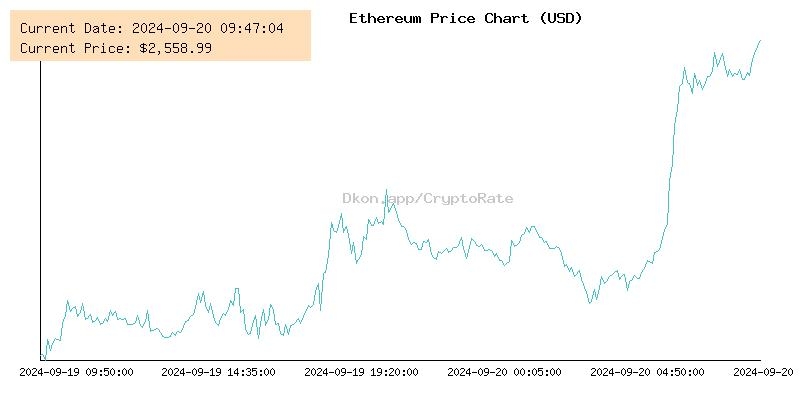 Ethereum Price Chart (USD)
Current Date: 2024-09-20 09:47:04
Current Price: $2,558.99
Dkon.app/CryptoRate
2024-09-19 09:50:00 2024-09-19 14:35:00 2024-09-19 19:20:00 2024-09-20 00:05:00 2024-09-20 04:50:00 2024-09-20